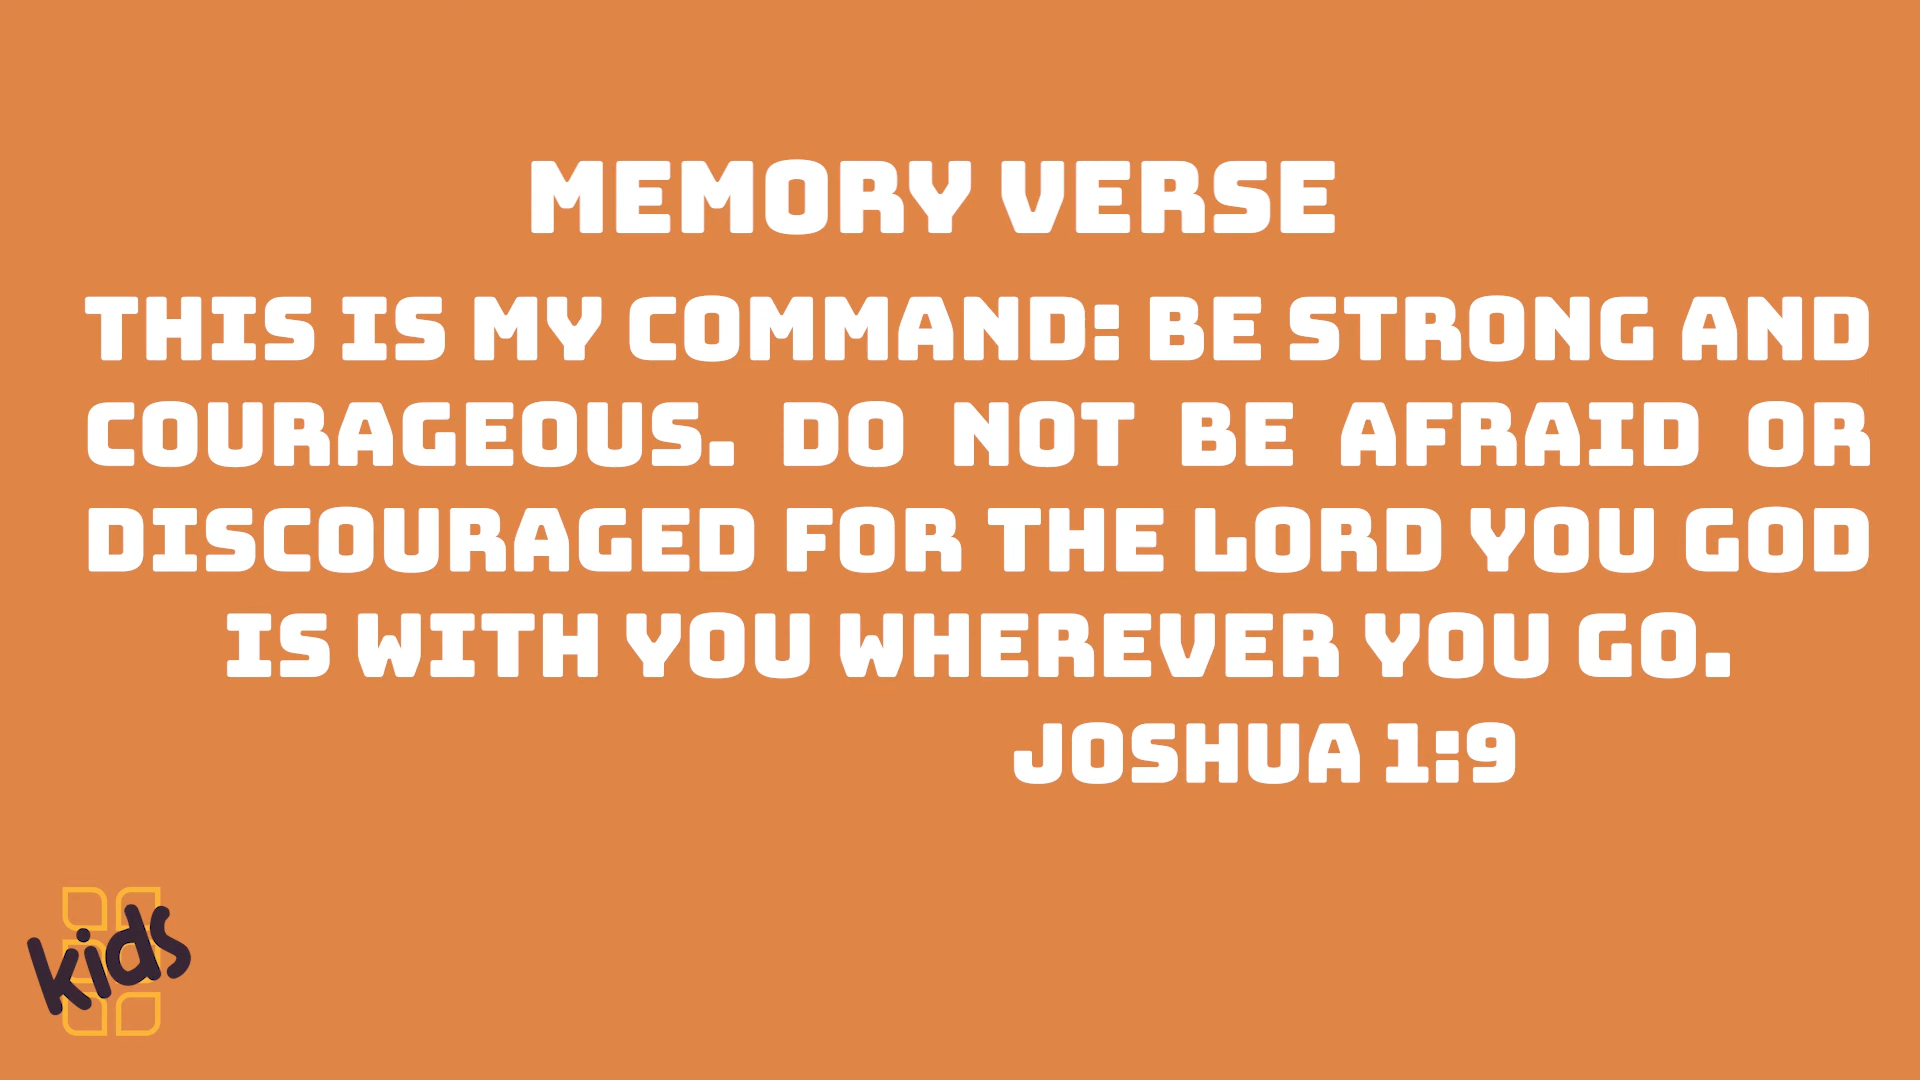 MEMORY VERSE
THIS IS MY COMMAND: BE STRONG AND
COURAGEOUS. DO NOT BE AFRAID OR
DISCOURAGED FOR THE LORD YOU GOD
IS WITH YOU WHEREVER YOU GO.
JOSHUA 1:9
kids